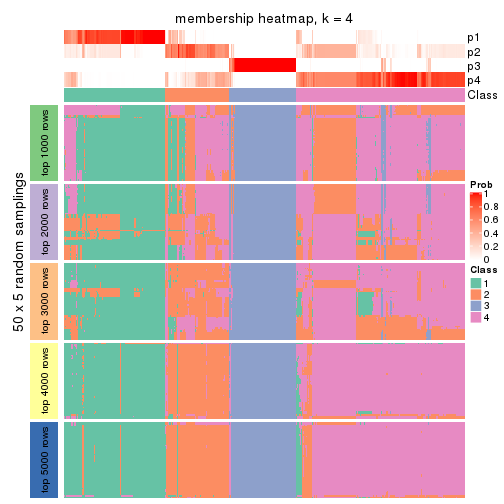 membership heatmap, k = 4
p1
p2
p3
p4
Class
50 x 5 random samplings
top 1000 rows
top 2000 rows
top 3000 rows
top 4000 rows
top 5000 rows
Prob
1
0.8
0.6
0.4
0.2
0
Class
1
2
3
4